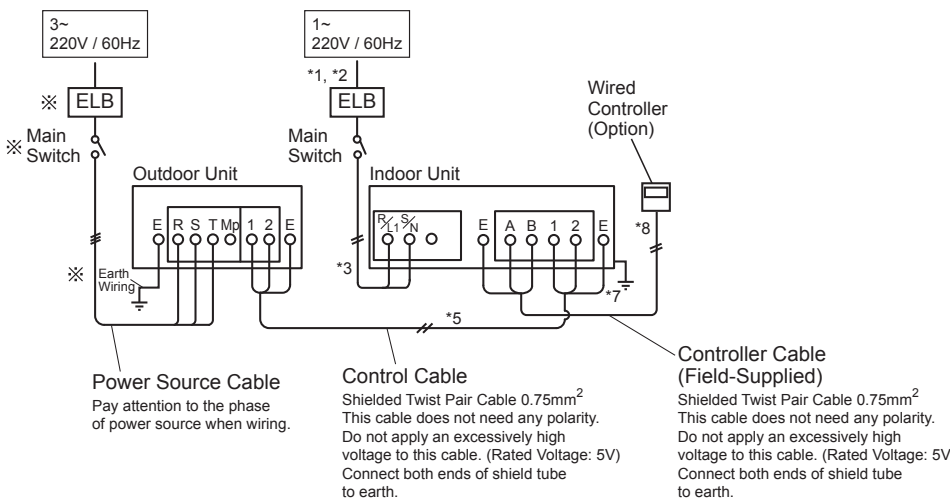 3~
220V / 60Hz
1~
220V / 60Hz
*1, *2
※ ELB
ELB
Wired
Controller
(Option)
※ Main
Switch
Main
Switch
Outdoor Unit
Indoor Unit
E R S T Mp 1 2 E
R/L1 S/N
E A B 1 2 E
*8
※
Earth
Wiring
*3
*7
*5
Power Source Cable
Pay attention to the phase
of power source when wiring.
Control Cable
Shielded Twist Pair Cable 0.75mm²
This cable does not need any polarity.
Do not apply an excessively high
voltage to this cable. (Rated Voltage: 5V)
Connect both ends of shield tube
to earth.
Controller Cable
(Field-Supplied)
Shielded Twist Pair Cable 0.75mm²
This cable does not need any polarity.
Do not apply an excessively high
voltage to this cable. (Rated Voltage: 5V
Connect both ends of shield tube
to earth.